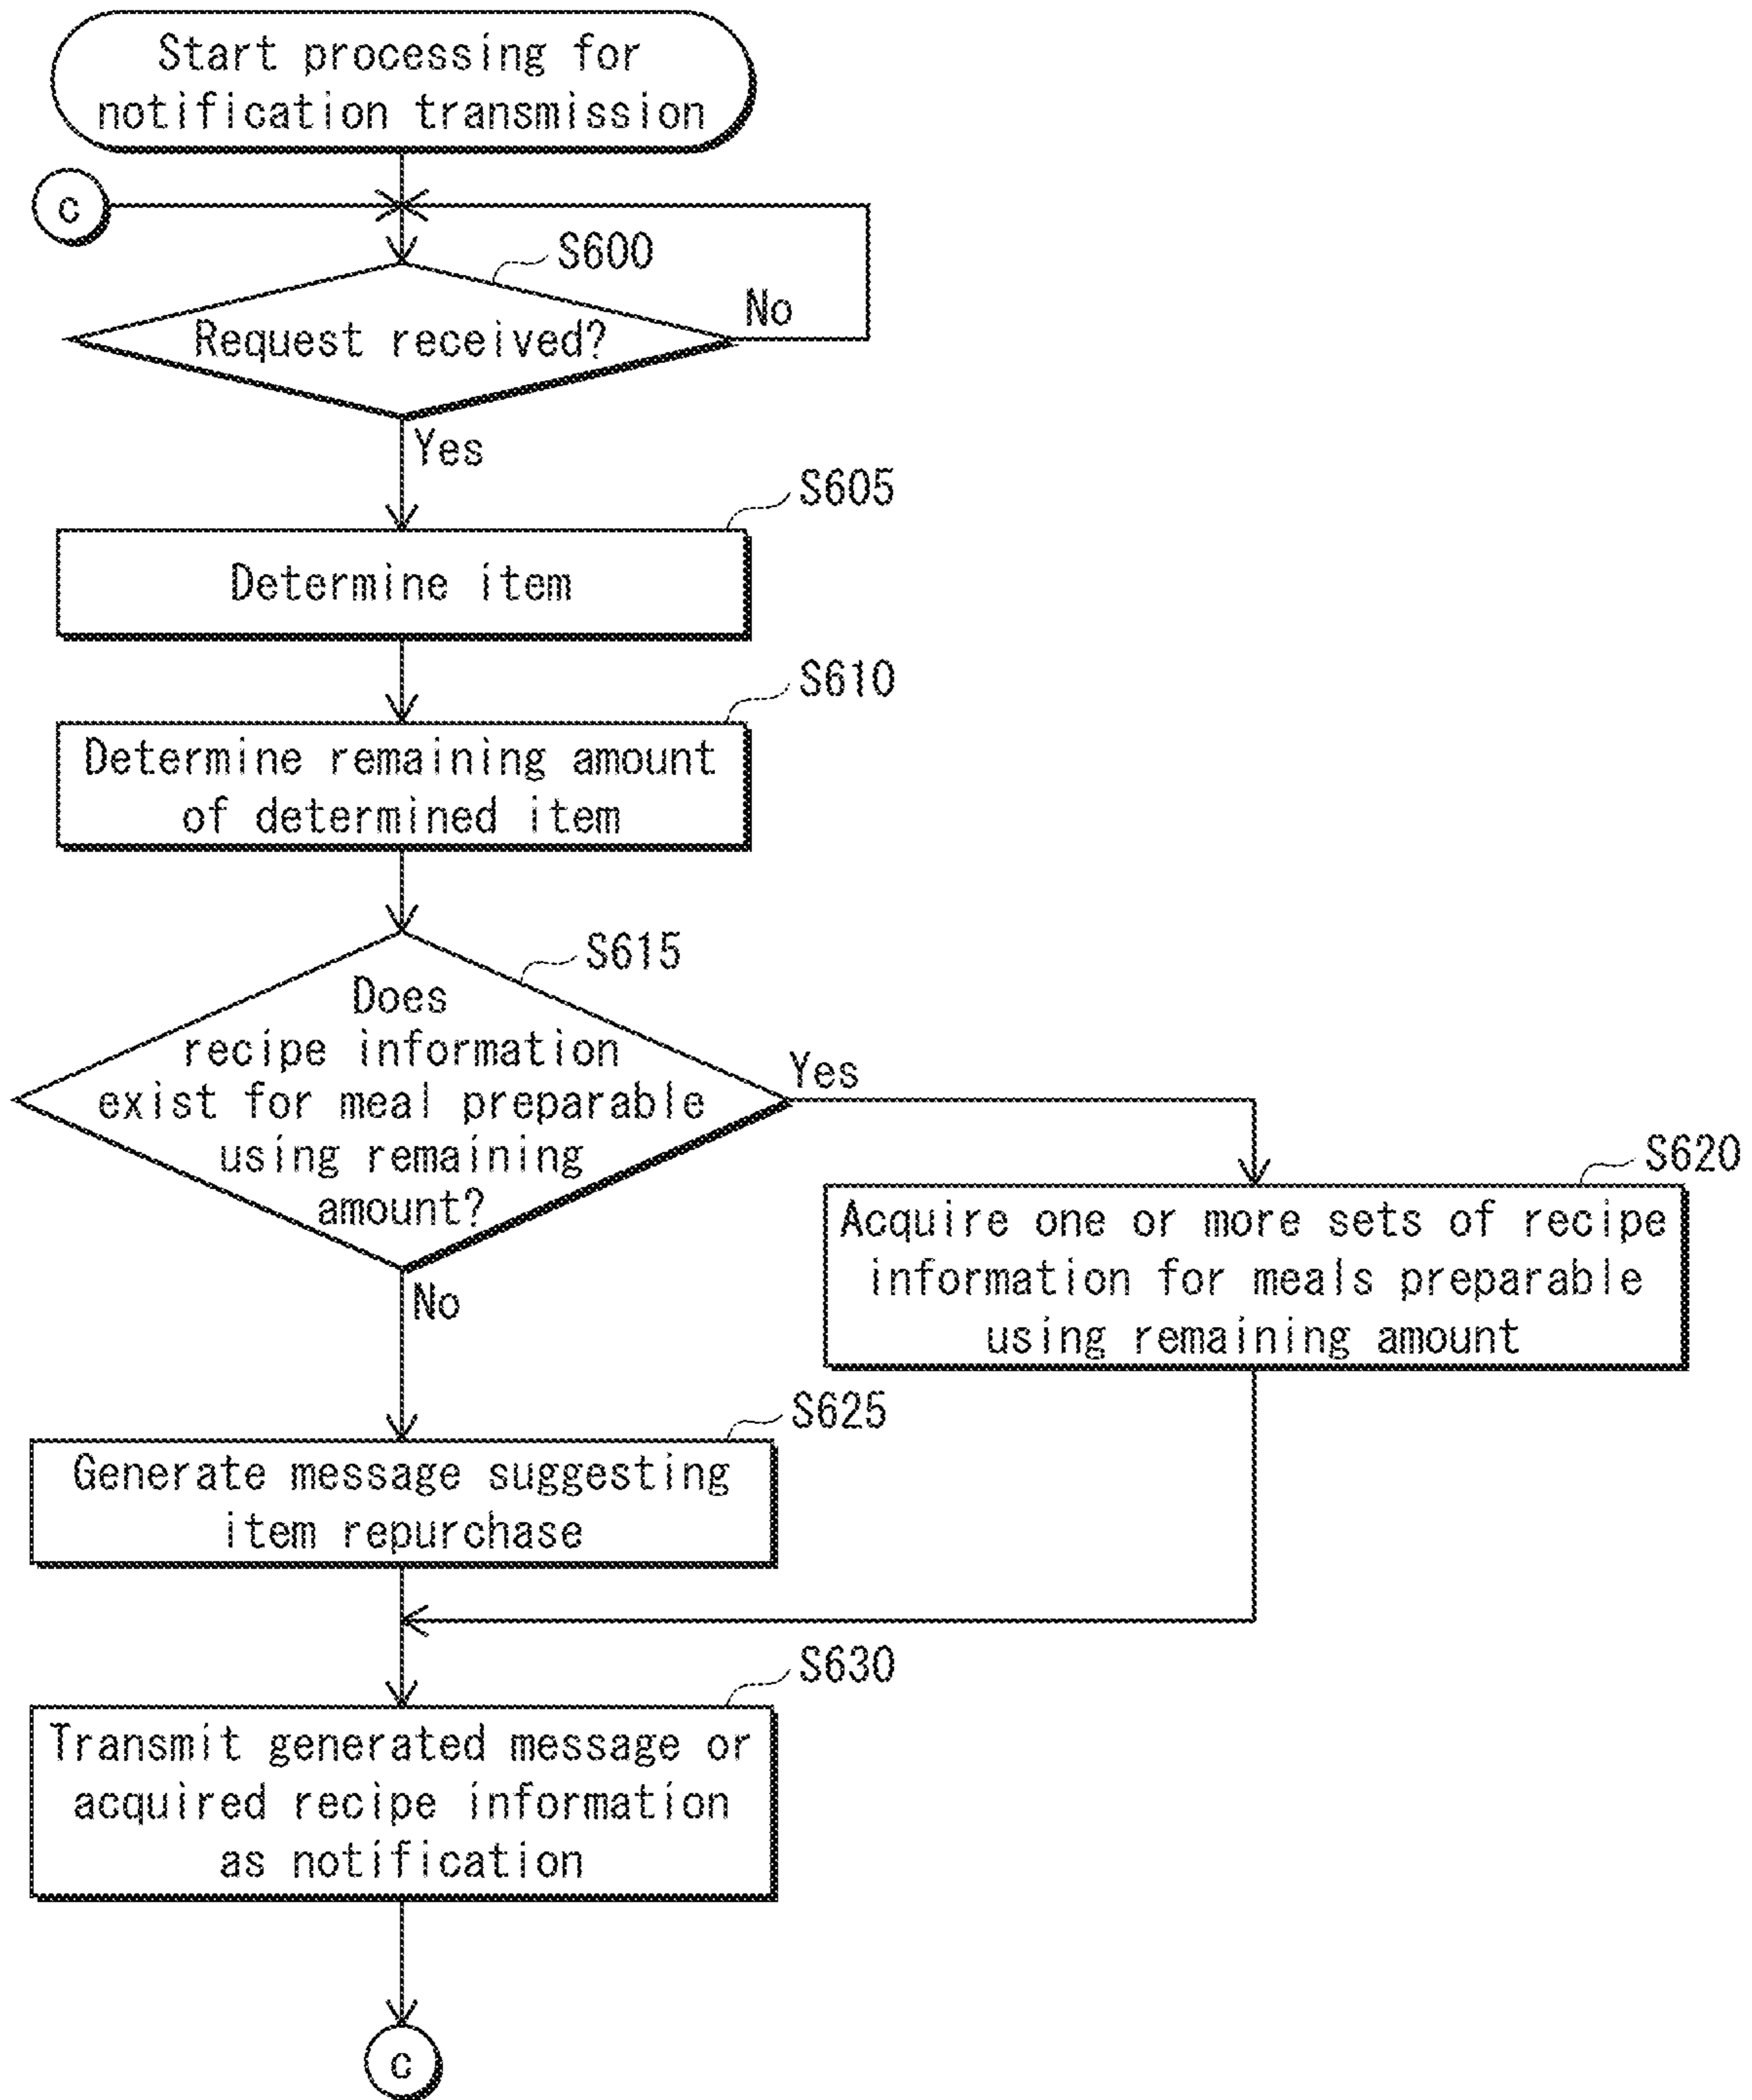 Start processing for
notification transmission
c
S600
Request received?
No
Yes
S605
Determine item
S610
Determine remaining amount
of determined item
S615
Does
recipe information
exist for meal preparable
using remaining
amount?
Yes
No
S620
Acquire one or more sets of recipe
information for meals preparable
using remaining amount
S625
Generate message suggesting
item repurchase
S630
Transmit generated message or
acquired recipe information
as notification
c